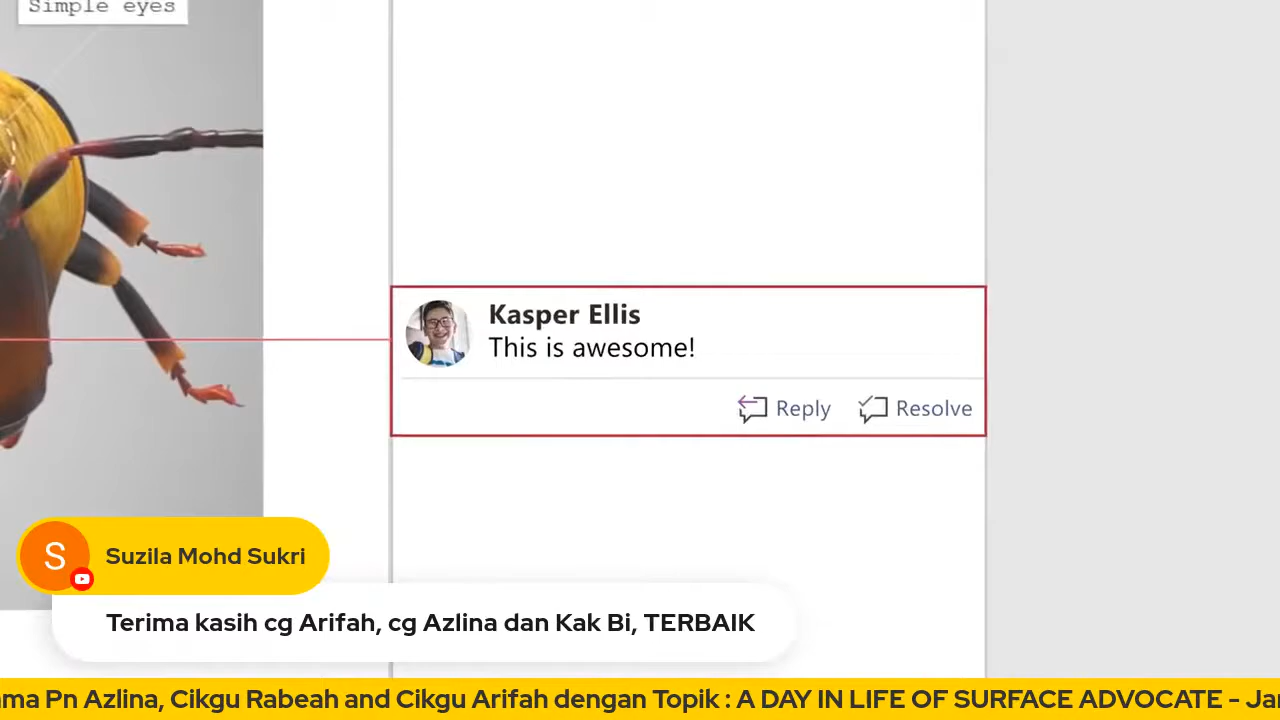 Simple eyes
Kasper Ellis
This is awesome!
Reply
Resolve
S
Suzila Mohd Sukri
Terima kasih cg Arifah, cg Azlina dan Kak Bi, TERBAIK
Pn Azlina, Cikgu Rabeah and Cikgu Arifah dengan Topik : A DAY IN LIFE OF SURFACE ADVOCATE -